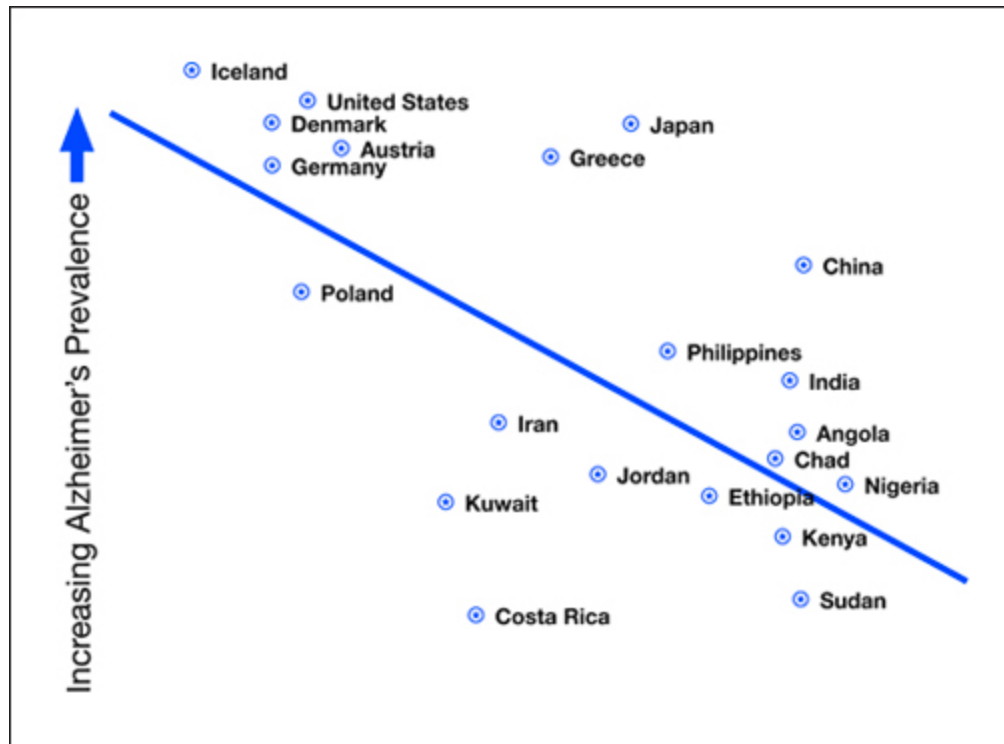 Increasing Alzheimer's Prevalence
Iceland
United States
Denmark
Japan
Austria
Greece
Germany
China
Poland
Philippines
India
Iran
Angola
Chad
Jordan
Nigeria
Ethiopia
Kuwait
Kenya
Sudan
Costa Rica